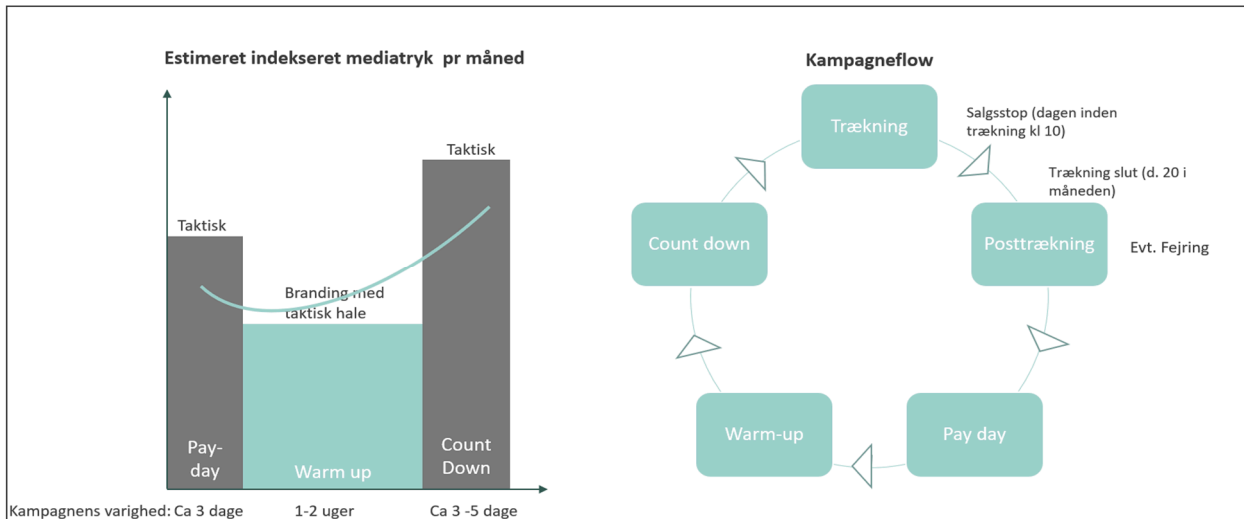 Estimeret indekseret mediatryk  pr måned
Taktisk
Taktisk
Branding med
taktisk hale
Pay-
day
Warm up
Count
Down
Kampagnens varighed: Ca 3 dage
1-2 uger
Ca 3 -5 dage
Kampagneflow
Trækning
Salgsstop (dagen inden
trækning kl 10)
Trækning slut (d. 20 i
måneden)
Count down
Posttrækning
Evt. Fejring
Warm-up
Pay day